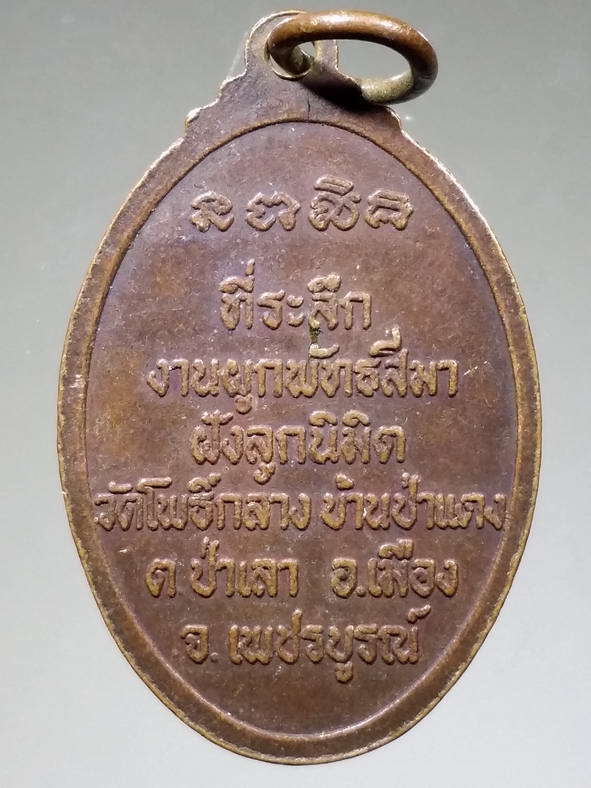 ที่ระลึก
งานผูกพัทธสีมา
ฝังลูกนิมิต
วัดโพธิ์กลาง บ้านป่าแดง
ต ป่าเลา อ.เมือง
จ. เพชรบูรณ์